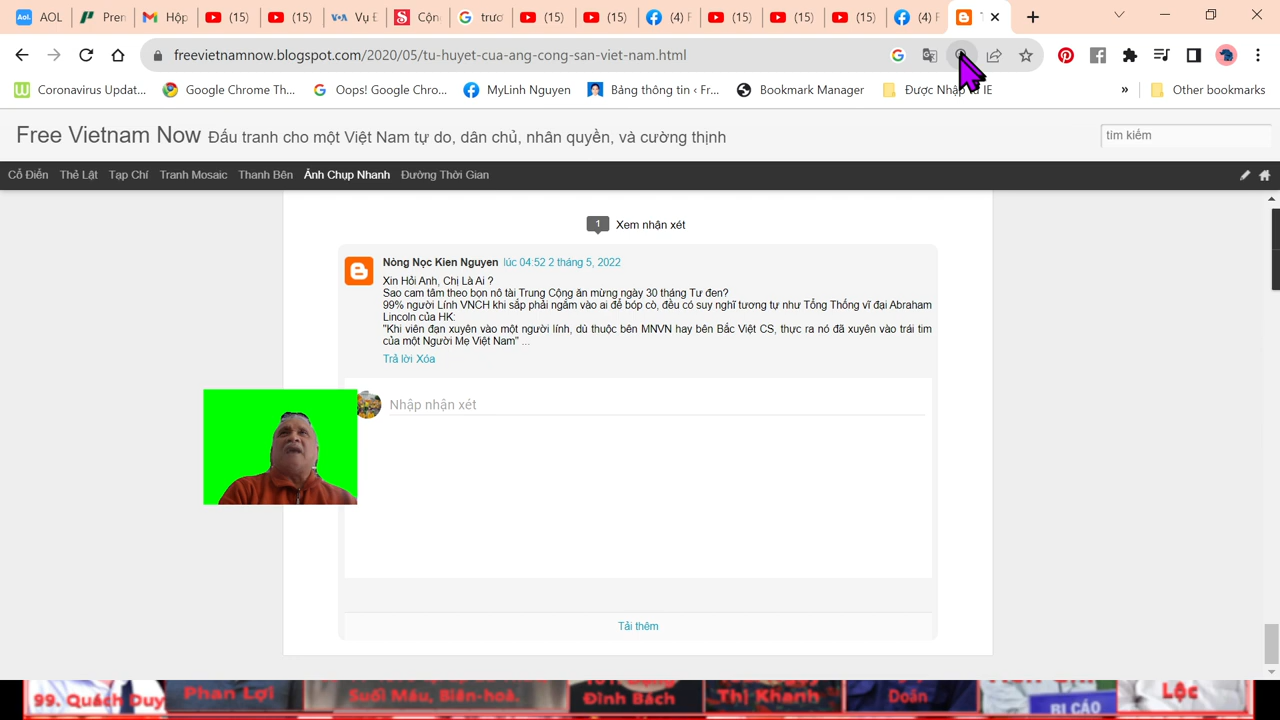 AOL
Pren
Hộp
(15)
(15)
Vụ Đ
Cộn
trươ
(15)
(15)
(4) F
(15)
(15)
(15)
(4) F
freevietnamnow.blogspot.com/2020/05/tu-huyet-cua-ang-cong-san-viet-nam.html
Coronavirus Updat...
Google Chrome Th...
Oops! Google Chro...
MyLinh Nguyen
Bảng thông tin ‹ Fr...
Bookmark Manager
Được Nhập từ IE
»
Other bookmarks
Free Vietnam Now Đấu tranh cho một Việt Nam tự do, dân chủ, nhân quyền, và cường thịnh
tìm kiếm
Cổ Điển Thẻ Lật Tạp Chí Tranh Mosaic Thanh Bên Ảnh Chụp Nhanh Đường Thời Gian
1 Xem nhận xét
Nòng Nọc Kien Nguyen lúc 04:52 2 tháng 5, 2022
Xin Hỏi Anh, Chị Là Ai ?
Sao cam tâm theo bọn nô tài Trung Cộng ăn mừng ngày 30 tháng Tư đen?
99% người Lính VNCH khi sắp phải ngắm vào ai để bóp cò, đều có suy nghĩ tương tự như Tổng Thống vĩ đại Abraham
Lincoln của HK:
"Khi viên đạn xuyên vào một người lính, dù thuộc bên MNVN hay bên Bắc Việt CS, thực ra nó đã xuyên vào trái tim
của một Người Mẹ Việt Nam" ...
Trả lời Xóa
Nhập nhận xét
Tải thêm
99. Quách Duy
Phan Lợi
Suối Máu, Biên-hoà.
Đình Bách
Thị Khanh
Doãn
BỊ CÁO
Lộc